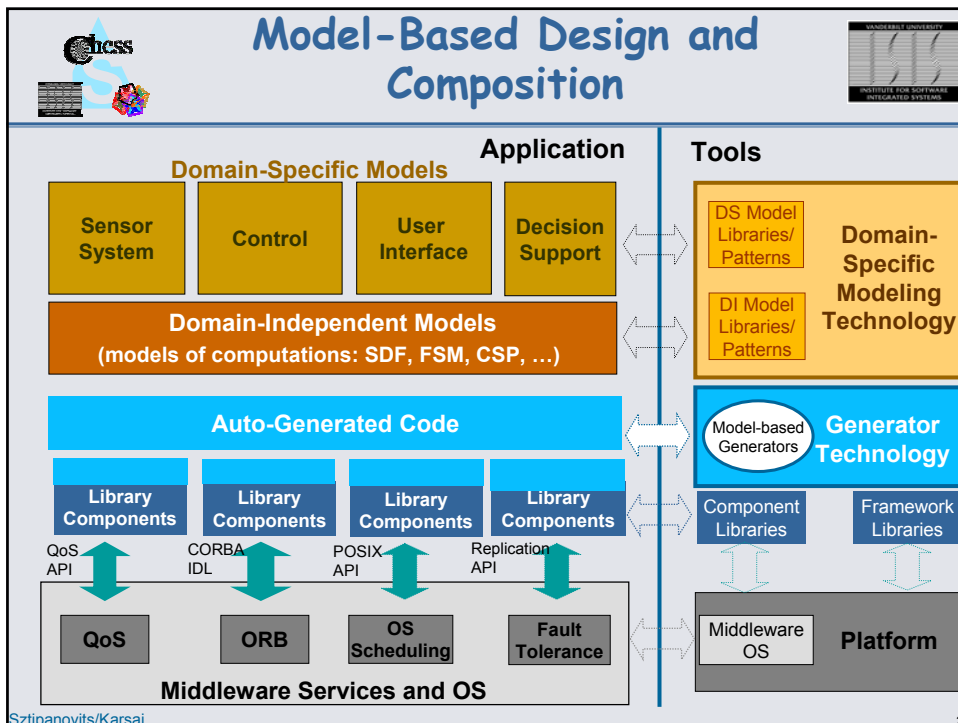 Model-Based Design and
Composition
Chess
VANDERBILT UNIVERSITY
ISIS
INSTITUTE FOR SOFTWARE
INTEGRATED SYSTEMS
Application
Tools
Domain-Specific Models
Sensor
System
Control
User
Interface
Decision
Support
DS Model
Libraries/
Patterns
DI Model
Libraries/
Patterns
Domain-
Specific
Modeling
Technology
Domain-Independent Models
(models of computations: SDF, FSM, CSP, …)
Auto-Generated Code
Model-based
Generators
Generator
Technology
Library
Components
Library
Components
Library
Components
Library
Components
Component
Libraries
Framework
Libraries
QoS
API
CORBA
IDL
POSIX
API
Replication
API
QoS
ORB
OS
Scheduling
Fault
Tolerance
Middleware
OS
Platform
Middleware Services and OS
Sztipanovits/Karsai